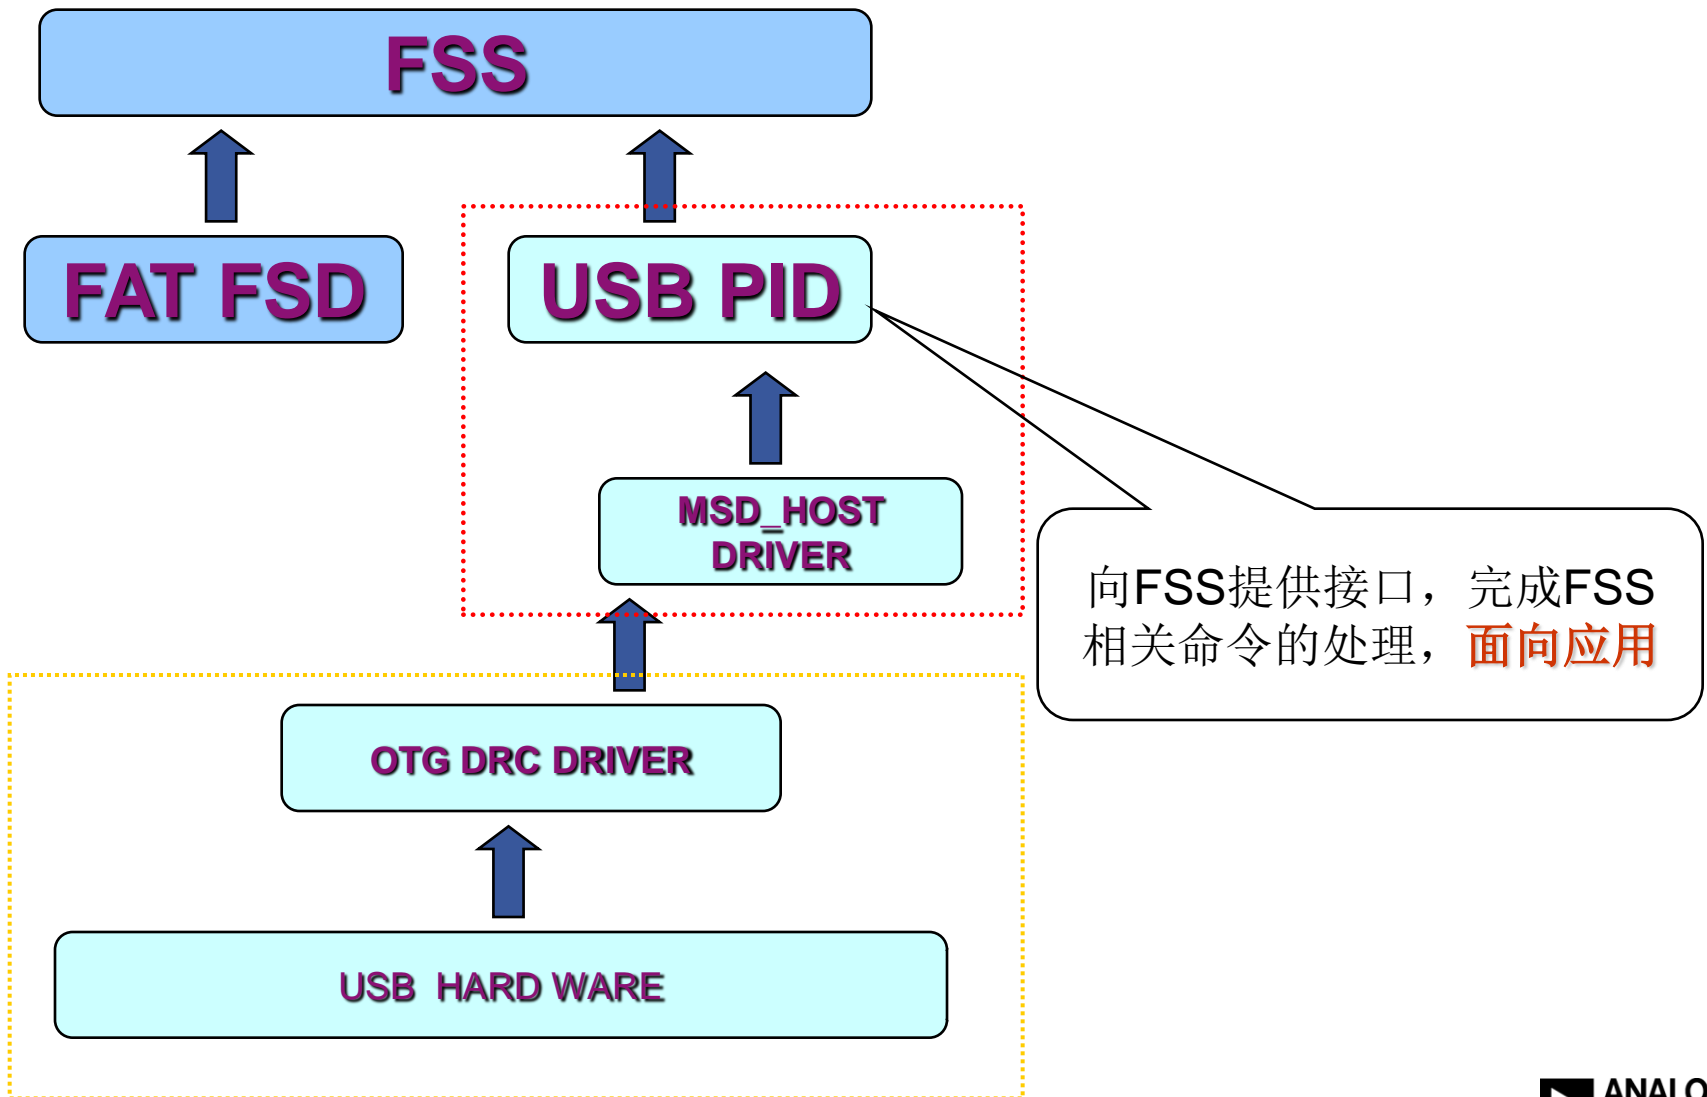 FSS
FAT FSD
USB PID
MSD_HOST
DRIVER
向FSS提供接口，完成FSS
相关命令的处理，面向应用
OTG DRC DRIVER
USB HARD WARE